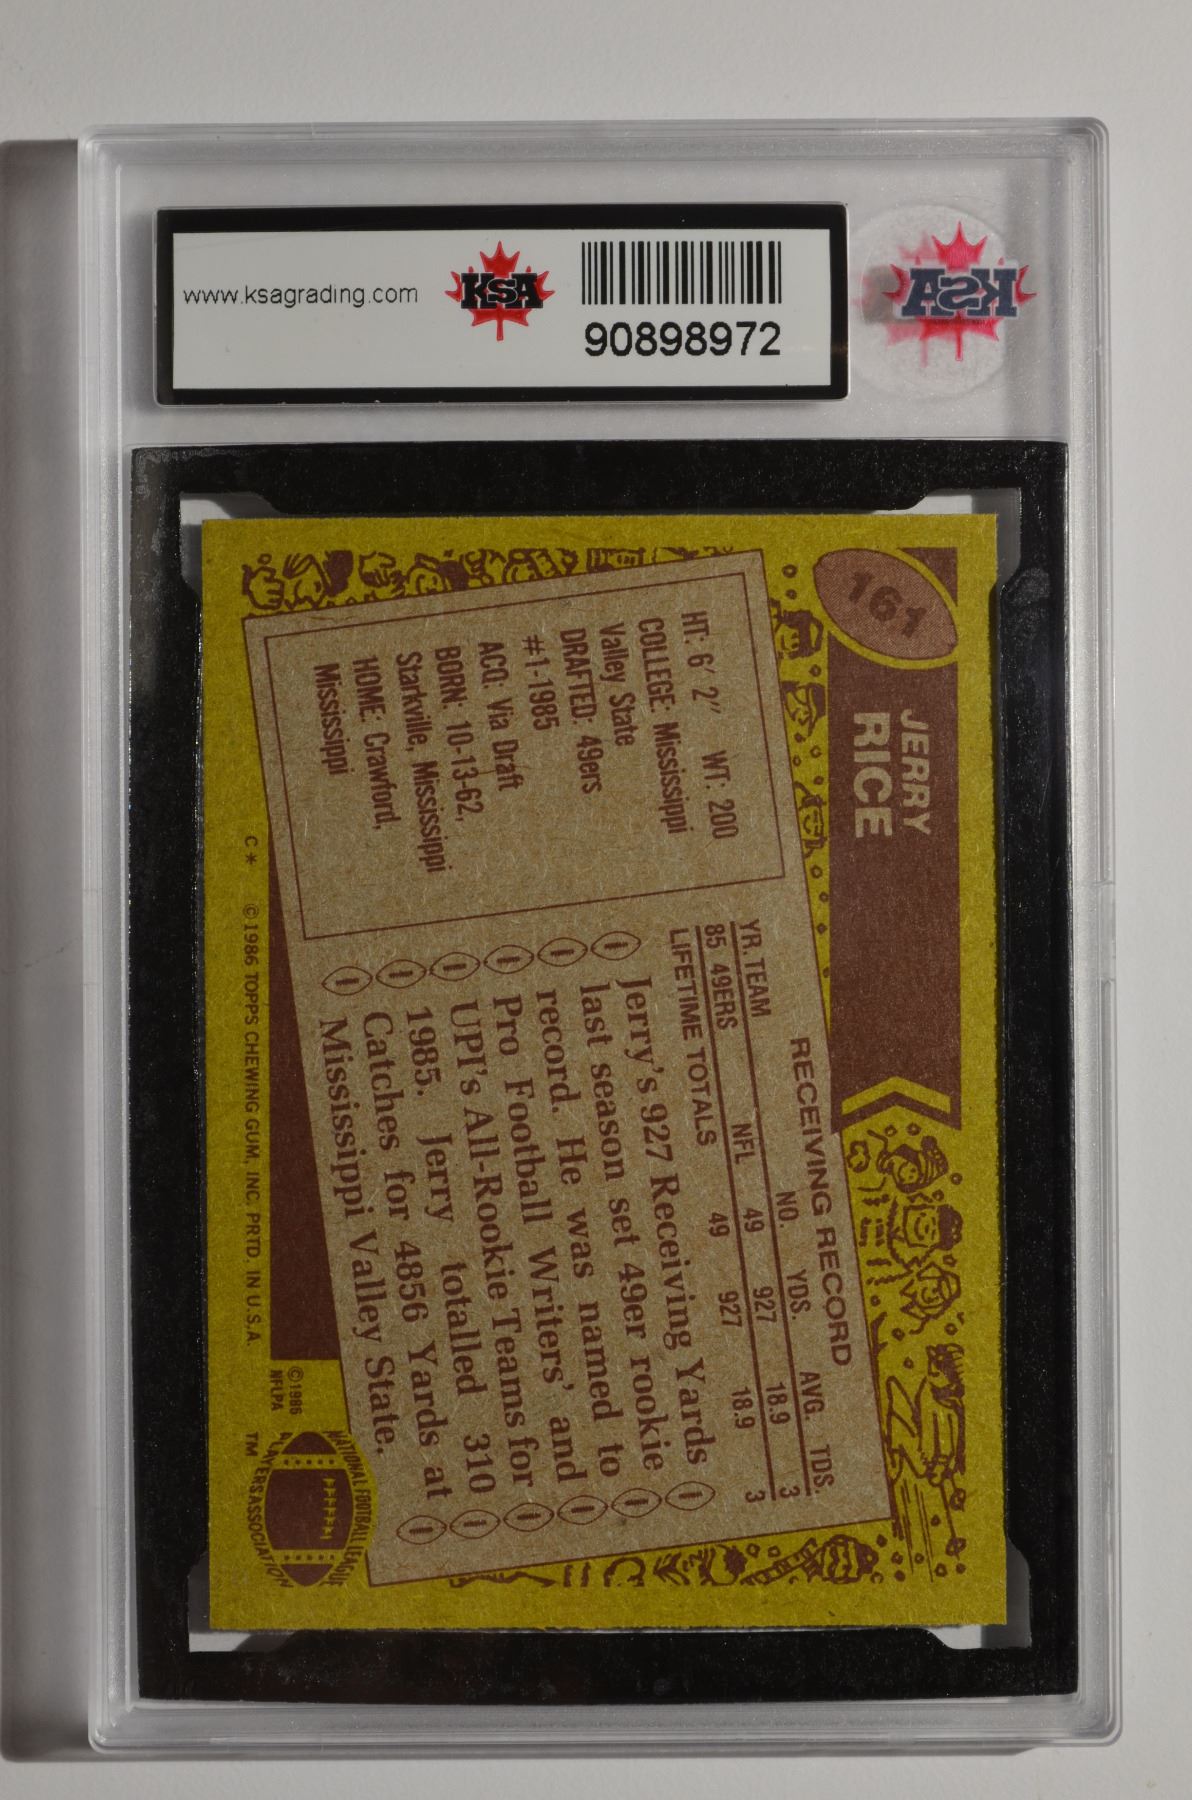 www.ksagrading.com
KSA
90898972
KSA
161
JERRY
RICE
HT: 6' 2" WT: 200
COLLEGE: Mississippi
Valley State
DRAFTED: 49ers
#1-1985
ACQ: Via Draft
BORN: 10-13-62,
Starkville, Mississippi
HOME: Crawford,
Mississippi
RECEIVING RECORD
YR. TEAM NO. YDS. AVG. TDS.
85 49ERS NFL 49 927 18.9 3
LIFETIME TOTALS 49 927 18.9 3
Jerry's 927 Receiving Yards
last season set 49er rookie
record. He was named to
Pro Football Writers' and
UPI's All-Rookie Teams for
1985. Jerry totalled 310
Catches for 4856 Yards at
Mississippi Valley State.
C* © 1986 TOPPS CHEWING GUM, INC. PRTD. IN U.S.A.
© 1986
NFLPA
NATIONAL FOOTBALL LEAGUE
PLAYERS ASSOCIATION
TM